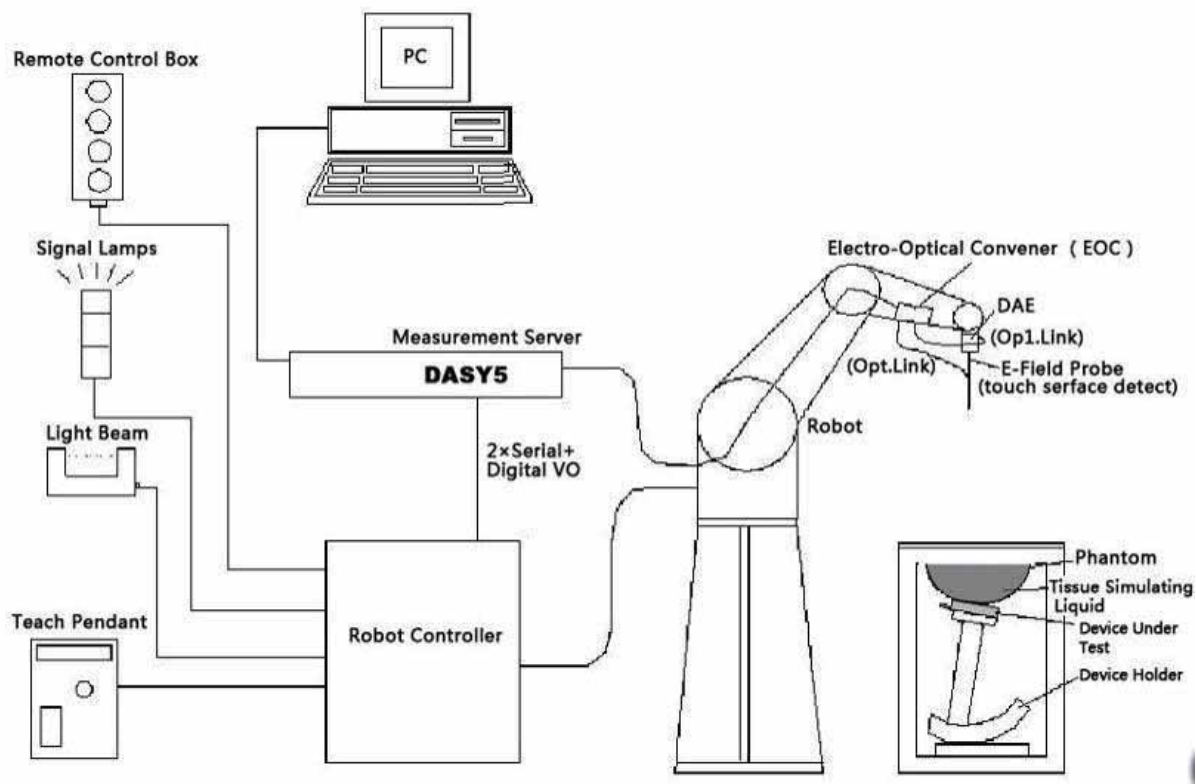 PC
Remote Control Box
Signal Lamps
Electro-Optical Convener ( EOC )
DAE
(Op1.Link)
Measurement Server
DASY5
(Opt.Link)
E-Field Probe
(touch serface detect)
Robot
Light Beam
2×Serial+
Digital VO
Phantom
Tissue Simulating
Liquid
Device Under
Test
Device Holder
Teach Pendant
Robot Controller